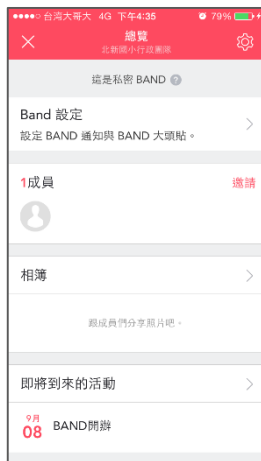 台湾大哥大 4G 下午4:35 79%
總覽
北新國小行政團隊
這是私密 BAND ?
Band 設定
設定 BAND 通知與 BAND 大頭貼。
1成員 邀請
相簿
跟成員們分享照片吧。
即將到來的活動
9月
08 BAND開辦